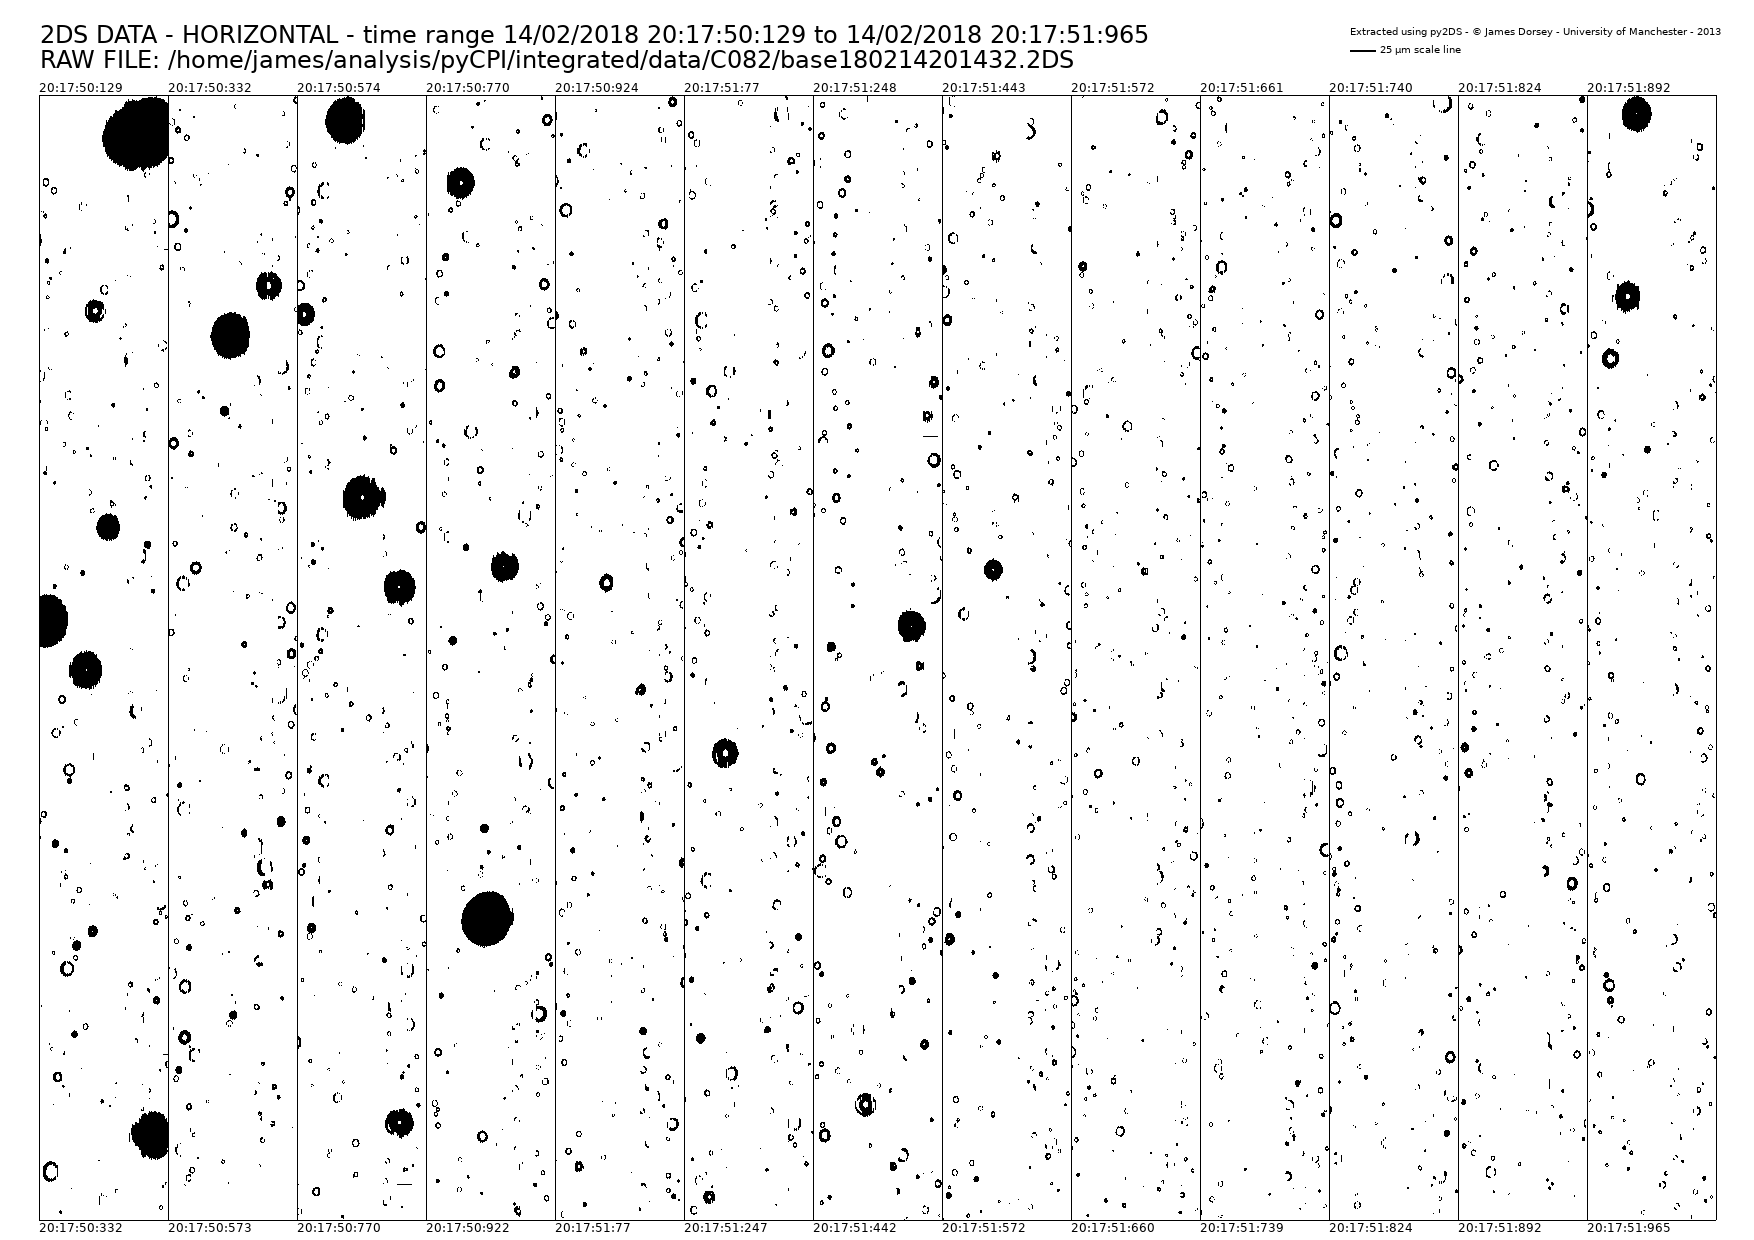 2DS DATA - HORIZONTAL - time range 14/02/2018 20:17:50:129 to 14/02/2018 20:17:51:965
RAW FILE: /home/james/analysis/pyCPI/integrated/data/C082/base180214201432.2DS
Extracted using py2DS - © James Dorsey - University of Manchester - 2013
25 µm scale line
20:17:50:129 20:17:50:332 20:17:50:574 20:17:50:770 20:17:50:924 20:17:51:77 20:17:51:248 20:17:51:443 20:17:51:572 20:17:51:661 20:17:51:740 20:17:51:824 20:17:51:892
20:17:50:332 20:17:50:573 20:17:50:770 20:17:50:922 20:17:51:77 20:17:51:247 20:17:51:442 20:17:51:572 20:17:51:660 20:17:51:739 20:17:51:824 20:17:51:892 20:17:51:965